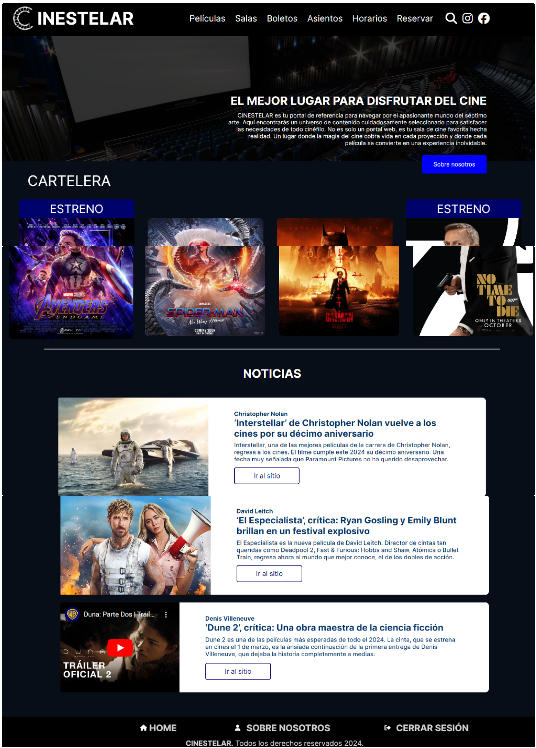 CINESTELAR
Películas Salas Boletos Asientos Horarios Reservar
EL MEJOR LUGAR PARA DISFRUTAR DEL CINE
CINESTELAR es tu portal de referencia para navegar por el apasionante mundo del séptimo
arte. Aquí encontrarás un universo de contenido cuidadosamente seleccionado para satisfacer
las necesidades de todo cinéfilo. No es solo un portal web, es tu sala de cine favorita hecha
realidad. Un lugar donde la magia del cine cobra vida en cada proyección y donde cada
película se convierte en una experiencia inolvidable.
Sobre nosotros
CARTELERA
ESTRENO
ESTRENO
AVENGERS
ENDGAME
SPIDER-MAN
NO WAY HOME
NO
TIME
TO
DIE
007
ONLY IN THEATERS
OCTOBER
NOTICIAS
Christopher Nolan
'Interstellar' de Christopher Nolan vuelve a los
cines por su décimo aniversario
Interstellar, una de las mejores películas de la carrera de Christopher Nolan,
regresa a los cines. El filme cumple este 2024 su décimo aniversario. Una
fecha muy señalada que Paramount Pictures no ha querido desaprovechar.
Ir al sitio
David Leitch
'El Especialista', crítica: Ryan Gosling y Emily Blunt
brillan en un festival explosivo
El Especialista es la nueva película de David Leitch. Director de cintas tan
queridas como Deadpool 2, Fast & Furious: Hobbs and Shaw, Atómica o Bullet
Train, regresa ahora al mundo que mejor conoce, el de los dobles de acción.
Ir al sitio
Duna: Parte Dos | Trail...
DUNE
TRÁILER
OFICIAL 2
Denis Villeneuve
'Dune 2', crítica: Una obra maestra de la ciencia ficción
Dune 2 es una de las películas más esperadas de todo el 2024. La cinta, que se estrena
en cines el 1 de marzo, es la ansiada continuación de la primera entrega de Denis
Villeneuve, que dejaba la historia completamente a medias.
Ir al sitio
HOME SOBRE NOSOTROS CERRAR SESIÓN
CINESTELAR. Todos los derechos reservados 2024.